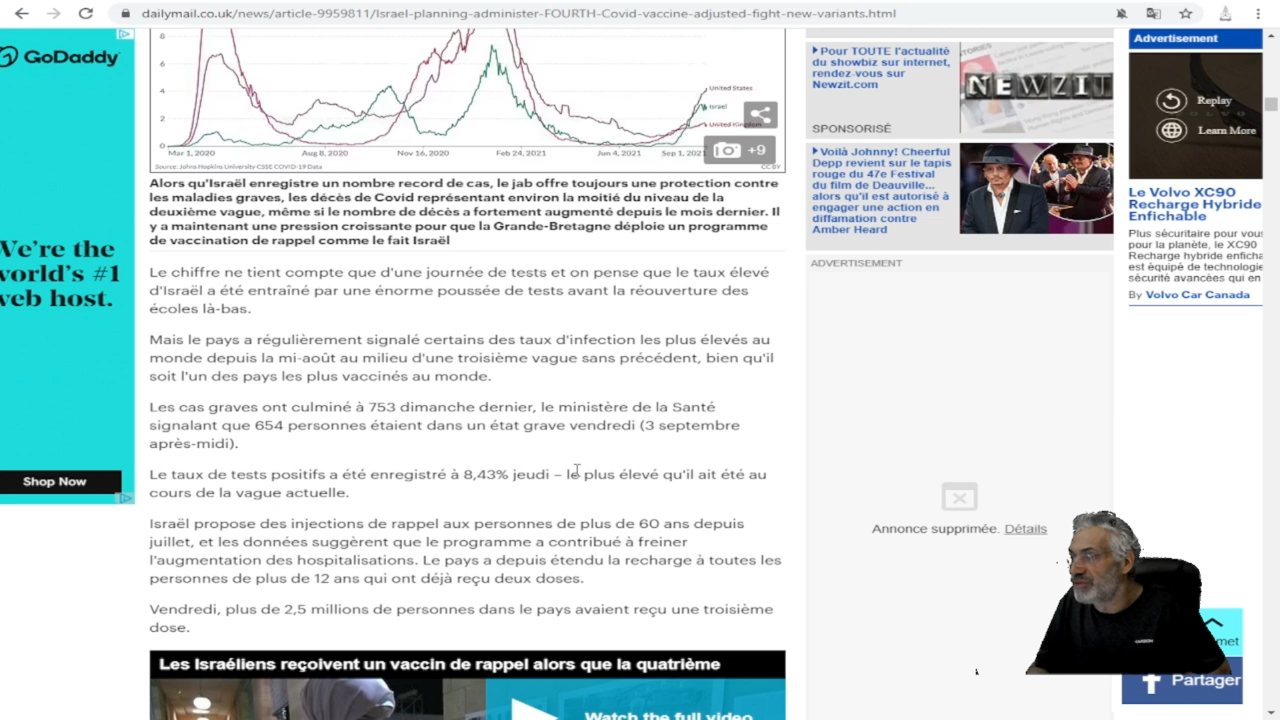 dailymail.co.uk/news/article-9959811/Israel-planning-administer-FOURTH-Covid-vaccine-adjusted-fight-new-variants.html
GoDaddy
We're the
world's #1
web host.
Shop Now
8
6
4
2
0
United States
Israel
United Kingdom
+9
Mar 1, 2020
Aug 8, 2020
Nov 16, 2020
Feb 24, 2021
Jun 4, 2021
Sep 1, 2021
Source: Johns Hopkins University CSSE COVID-19 Data
CC BY
Alors qu'Israël enregistre un nombre record de cas, le jab offre toujours une protection contre
les maladies graves, les décès de Covid représentant environ la moitié du niveau de la
deuxième vague, même si le nombre de décès a fortement augmenté depuis le mois dernier. Il
y a maintenant une pression croissante pour que la Grande-Bretagne déploie un programme
de vaccination de rappel comme le fait Israël
Le chiffre ne tient compte que d'une journée de tests et on pense que le taux élevé
d'Israël a été entraîné par une énorme poussée de tests avant la réouverture des
écoles là-bas.
Mais le pays a régulièrement signalé certains des taux d'infection les plus élevés au
monde depuis la mi-août au milieu d'une troisième vague sans précédent, bien qu'il
soit l'un des pays les plus vaccinés au monde.
Les cas graves ont culminé à 753 dimanche dernier, le ministère de la Santé
signalant que 654 personnes étaient dans un état grave vendredi (3 septembre
après-midi).
Le taux de tests positifs a été enregistré à 8,43% jeudi – le plus élevé qu'il ait été au
cours de la vague actuelle.
Israël propose des injections de rappel aux personnes de plus de 60 ans depuis
juillet, et les données suggèrent que le programme a contribué à freiner
l'augmentation des hospitalisations. Le pays a depuis étendu la recharge à toutes les
personnes de plus de 12 ans qui ont déjà reçu deux doses.
Vendredi, plus de 2,5 millions de personnes dans le pays avaient reçu une troisième
dose.
Les Israéliens reçoivent un vaccin de rappel alors que la quatrième
Watch the full video
Pour TOUTE l'actualité
du showbiz sur internet,
rendez-vous sur
Newzit.com
NEWZIT
SPONSORISÉ
Voilà Johnny! Cheerful
Depp revient sur le tapis
rouge du 47e Festival
du film de Deauville...
alors qu'il est autorisé à
engager une action en
diffamation contre
Amber Heard
ADVERTISEMENT
Annonce supprimée. Détails
Advertisement
Replay
Learn More
Le Volvo XC90
Recharge Hybride
Enfichable
Plus sécuritaire pour vous
pour la planète, le XC90
Recharge hybride enficha
est équipé de technologie
sécurité avancées qui en
By Volvo Car Canada
Partager